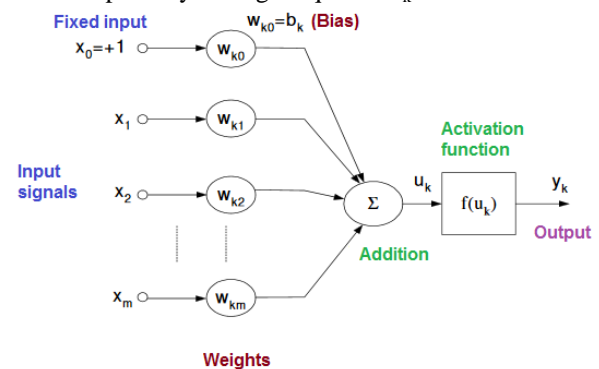 Fixed input w_k0=b_k (Bias)
x_0=+1 w_k0
x_1 w_k1
Activation
function
Input
signals
x_2 w_k2 Σ u_k f(u_k) y_k
Output
Addition
x_m w_km
Weights